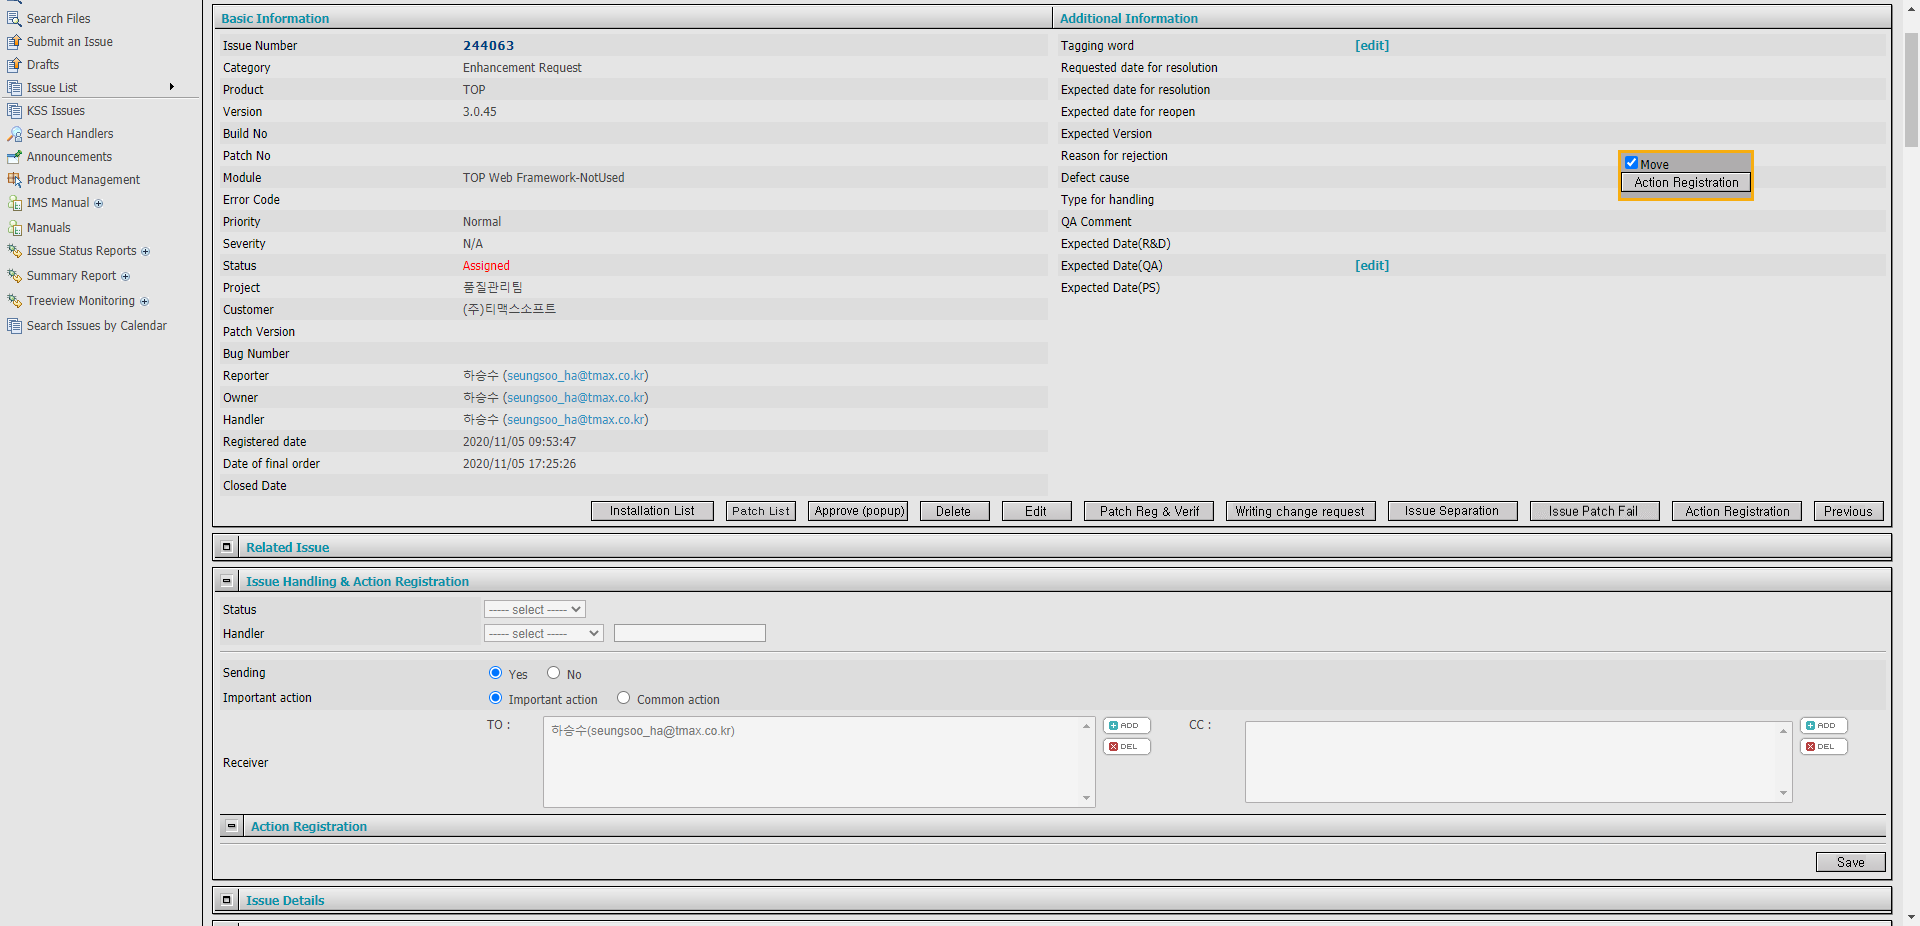 Search Files
Submit an Issue
Drafts
Issue List
KSS Issues
Search Handlers
Announcements
Product Management
IMS Manual
Manuals
Issue Status Reports
Summary Report
Treeview Monitoring
Search Issues by Calendar
Basic Information
Issue Number 244063
Category Enhancement Request
Product TOP
Version 3.0.45
Build No
Patch No
Module TOP Web Framework-NotUsed
Error Code
Priority Normal
Severity N/A
Status Assigned
Project 품질관리팀
Customer (주)티맥스소프트
Patch Version
Bug Number
Reporter 하승수 (seungsoo_ha@tmax.co.kr)
Owner 하승수 (seungsoo_ha@tmax.co.kr)
Handler 하승수 (seungsoo_ha@tmax.co.kr)
Registered date 2020/11/05 09:53:47
Date of final order 2020/11/05 17:25:26
Closed Date
Additional Information
Tagging word [edit]
Requested date for resolution
Expected date for resolution
Expected date for reopen
Expected Version
Reason for rejection
Defect cause
Type for handling
QA Comment
Expected Date(R&D)
Expected Date(QA) [edit]
Expected Date(PS)
Move
Action Registration
Installation List Patch List Approve (popup) Delete Edit Patch Reg & Verif Writing change request Issue Separation Issue Patch Fail Action Registration Previous
Related Issue
Issue Handling & Action Registration
Status ----- select -----
Handler ----- select -----
Sending Yes No
Important action Important action Common action
Receiver
TO : 하승수(seungsoo_ha@tmax.co.kr)
ADD
DEL
CC :
ADD
DEL
Action Registration
Save
Issue Details